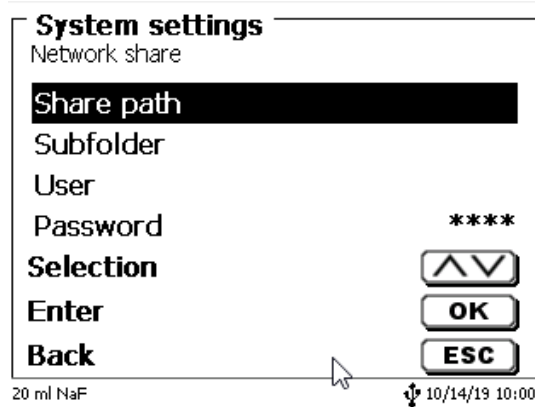 System settings
Network share
Share path
Subfolder
User
Password ****
Selection
Enter OK
Back ESC
20 ml NaF 10/14/19 10:00